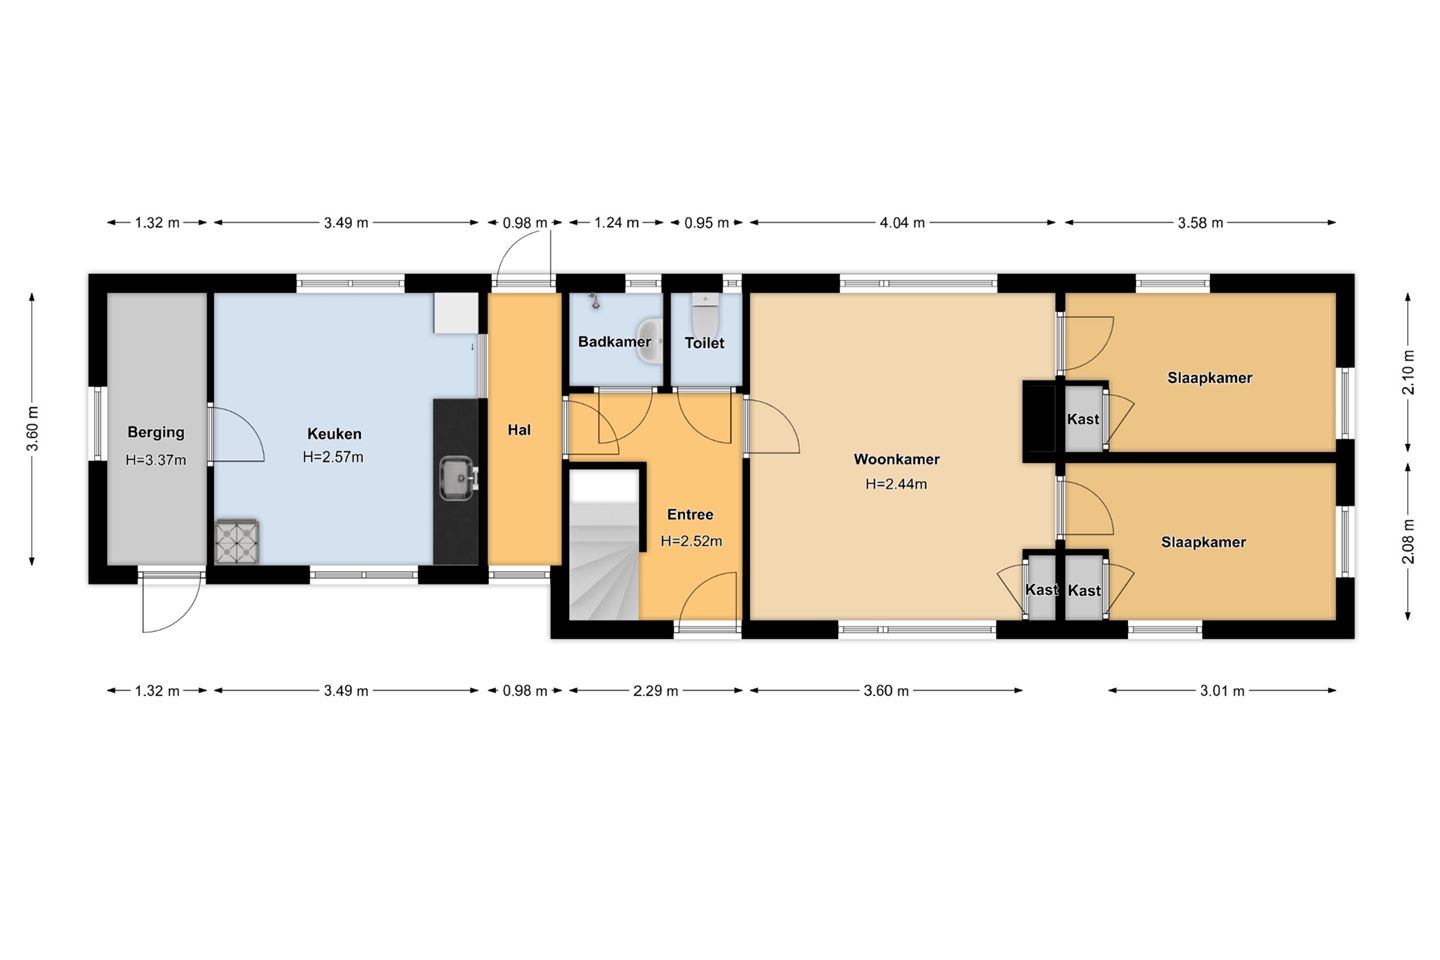 1.32 m
3.49 m
0.98 m
1.24 m
0.95 m
4.04 m
3.58 m
3.60 m
2.10 m
2.08 m
Berging
H=3.37m
Keuken
H=2.57m
Hal
Badkamer
Toilet
Entree
H=2.52m
Woonkamer
H=2.44m
Slaapkamer
Kast
Slaapkamer
Kast
Kast
1.32 m
3.49 m
0.98 m
2.29 m
3.60 m
3.01 m